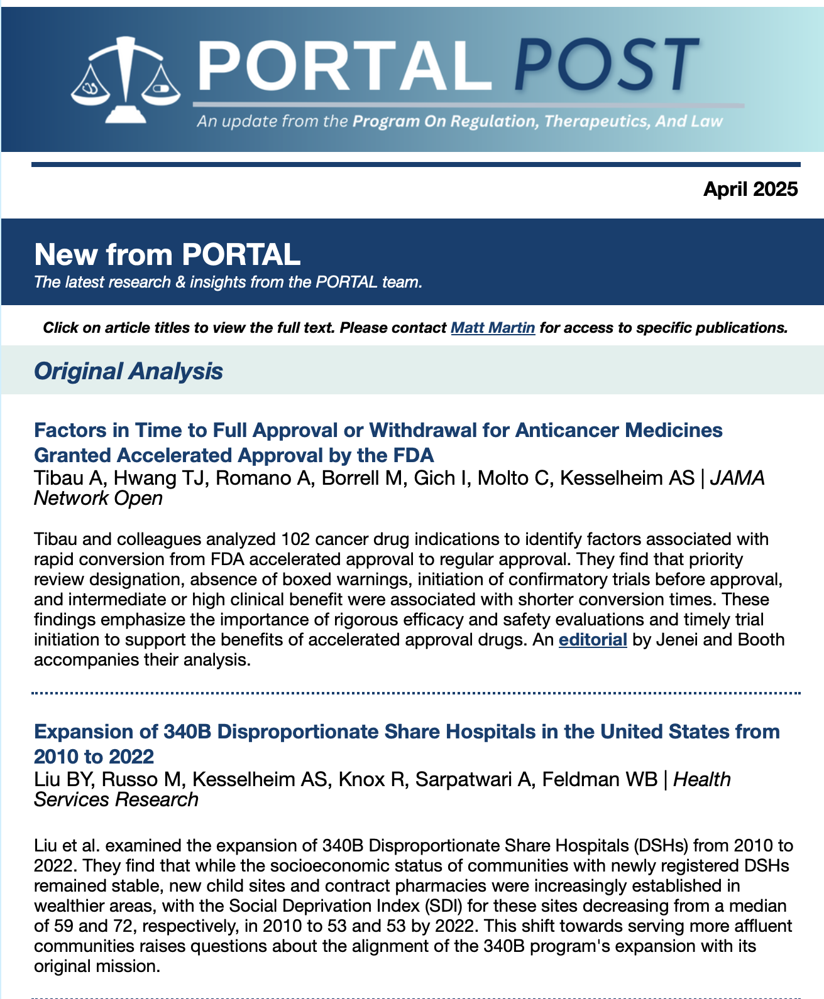 PORTAL POST
An update from the Program On Regulation, Therapeutics, And Law
April 2025
New from PORTAL
The latest research & insights from the PORTAL team.
Click on article titles to view the full text. Please contact Matt Martin for access to specific publications.
Original Analysis
Factors in Time to Full Approval or Withdrawal for Anticancer Medicines
Granted Accelerated Approval by the FDA
Tibau A, Hwang TJ, Romano A, Borrell M, Gich I, Molto C, Kesselheim AS | JAMA
Network Open
Tibau and colleagues analyzed 102 cancer drug indications to identify factors associated with
rapid conversion from FDA accelerated approval to regular approval. They find that priority
review designation, absence of boxed warnings, initiation of confirmatory trials before approval,
and intermediate or high clinical benefit were associated with shorter conversion times. These
findings emphasize the importance of rigorous efficacy and safety evaluations and timely trial
initiation to support the benefits of accelerated approval drugs. An editorial by Jenei and Booth
accompanies their analysis.
Expansion of 340B Disproportionate Share Hospitals in the United States from
2010 to 2022
Liu BY, Russo M, Kesselheim AS, Knox R, Sarpatwari A, Feldman WB | Health
Services Research
Liu et al. examined the expansion of 340B Disproportionate Share Hospitals (DSHs) from 2010 to
2022. They find that while the socioeconomic status of communities with newly registered DSHs
remained stable, new child sites and contract pharmacies were increasingly established in
wealthier areas, with the Social Deprivation Index (SDI) for these sites decreasing from a median
of 59 and 72, respectively, in 2010 to 53 and 53 by 2022. This shift towards serving more affluent
communities raises questions about the alignment of the 340B program's expansion with its
original mission.